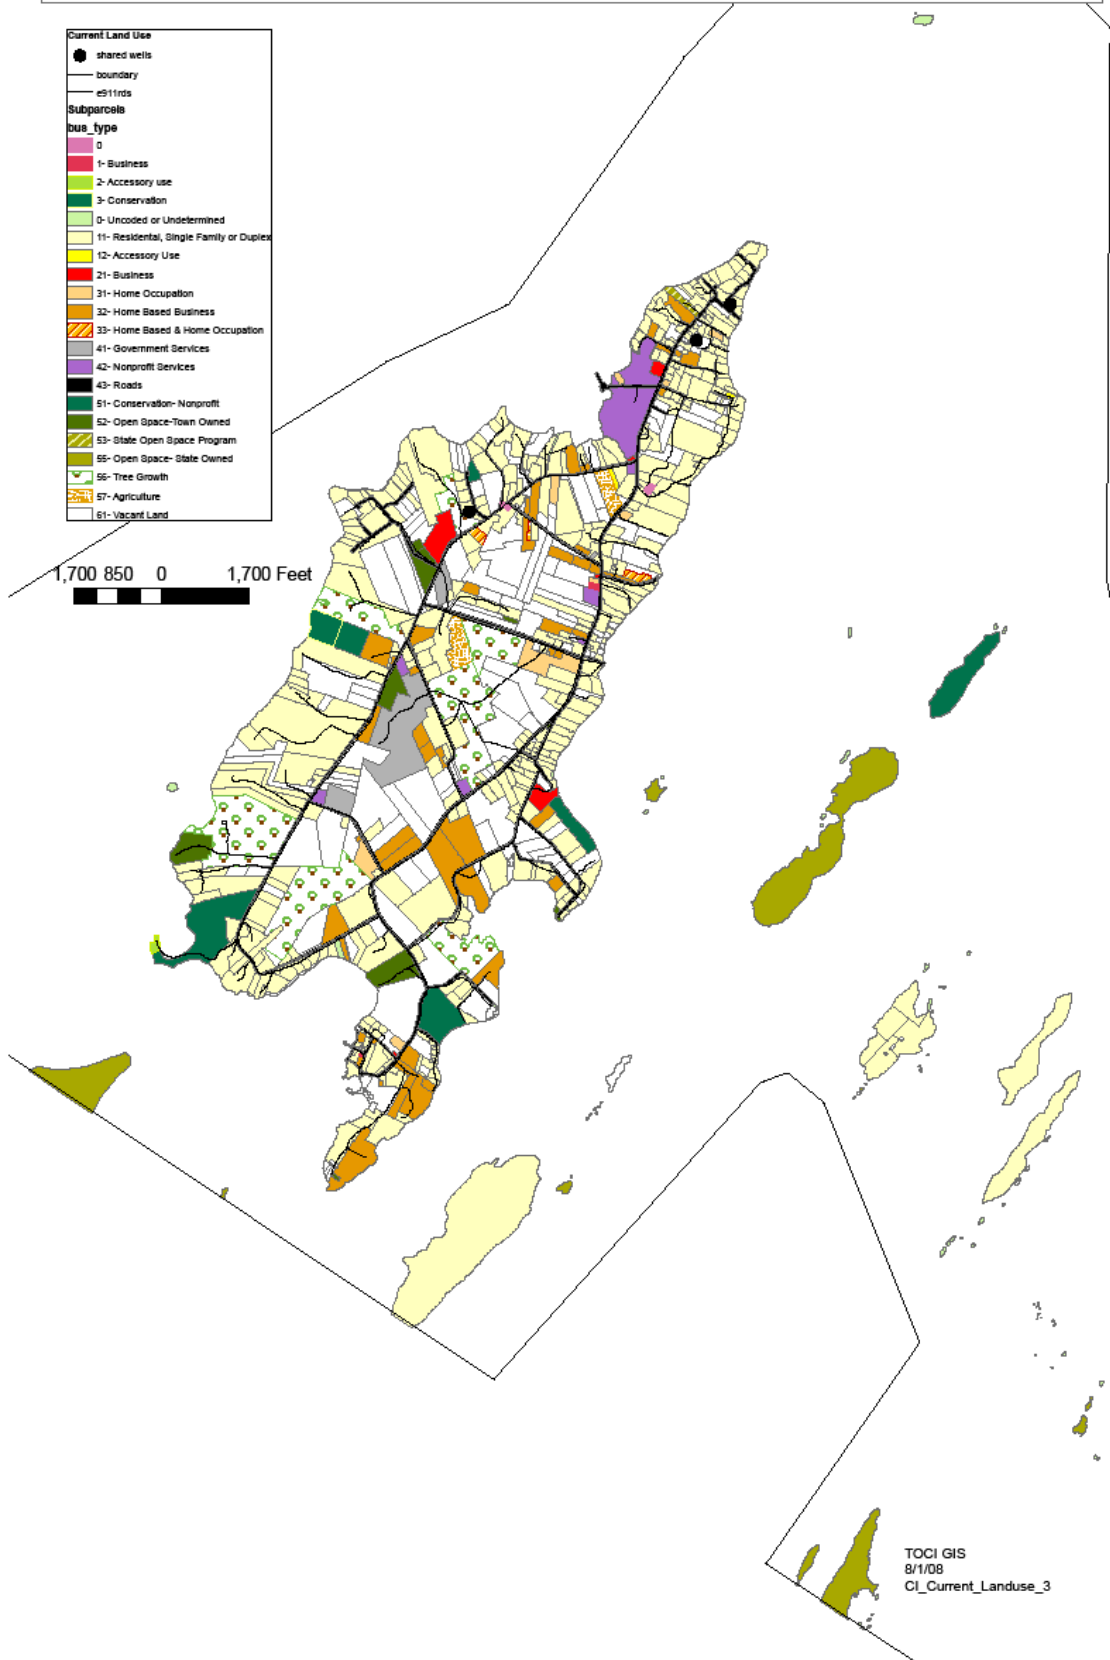 Current Land Use
shared wells
boundary
e911rds
Subparcels
bus_type
0
1- Business
2- Accessory use
3- Conservation
0- Uncoded or Undetermined
11- Residental, Single Family or Duplex
12- Accessory Use
21- Business
31- Home Occupation
32- Home Based Business
33- Home Based & Home Occupation
41- Government Services
42- Nonprofit Services
43- Roads
51- Conservation- Nonprofit
52- Open Space-Town Owned
53- State Open Space Program
55- Open Space- State Owned
56- Tree Growth
57- Agriculture
61- Vacant Land
1,700 850 0 1,700 Feet
TOCI GIS
8/1/08
CI_Current_Landuse_3